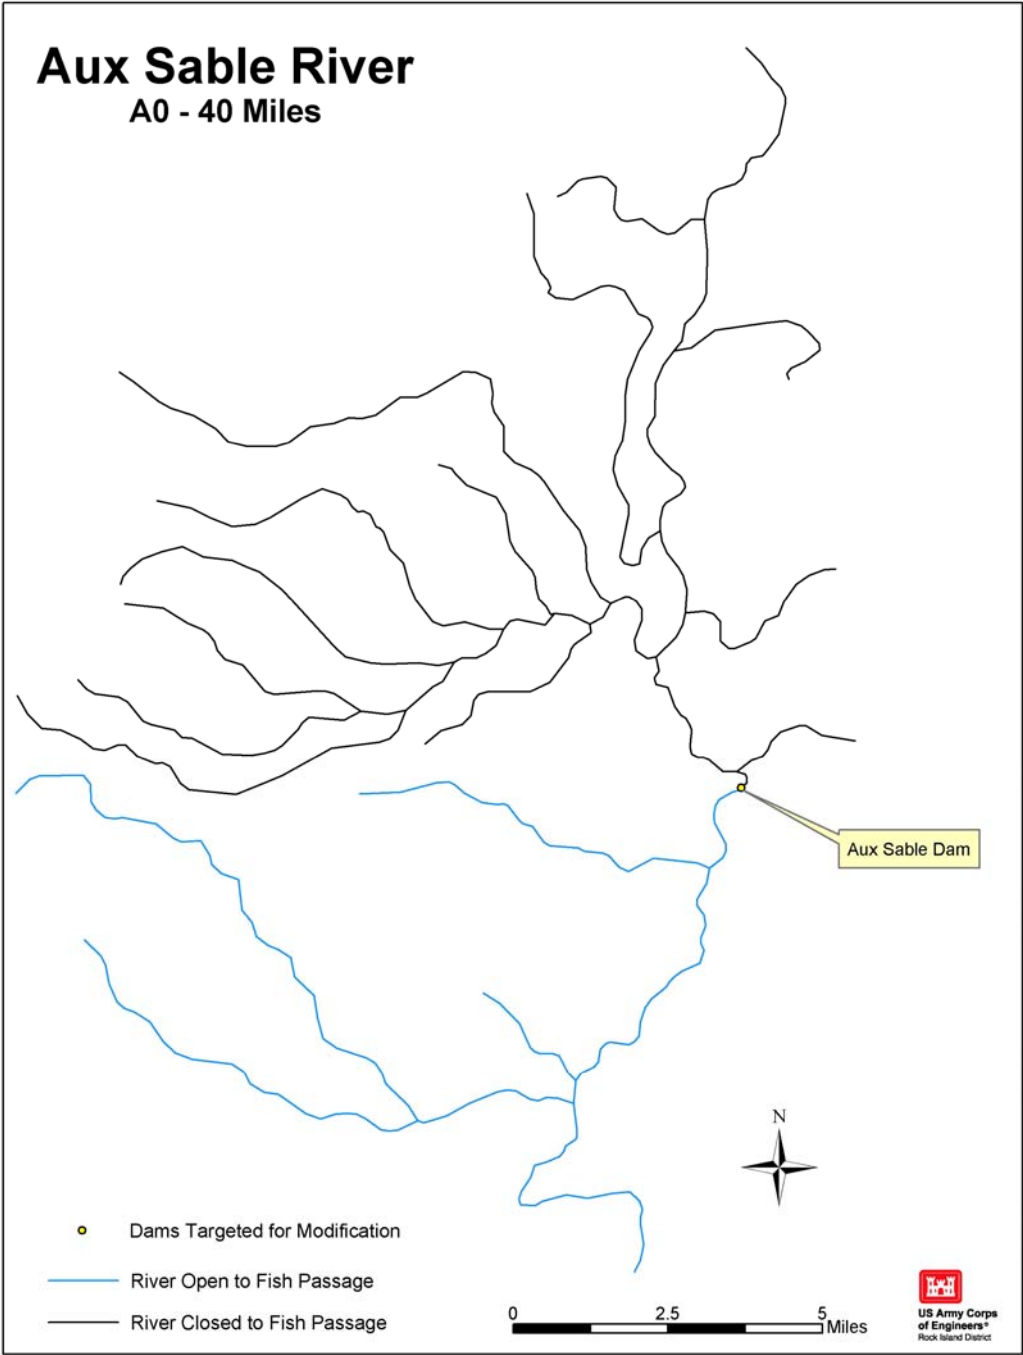 Aux Sable River
A0 - 40 Miles
Aux Sable Dam
N
Dams Targeted for Modification
River Open to Fish Passage
River Closed to Fish Passage
0 2.5 5
Miles
US Army Corps
of Engineers®
Rock Island District